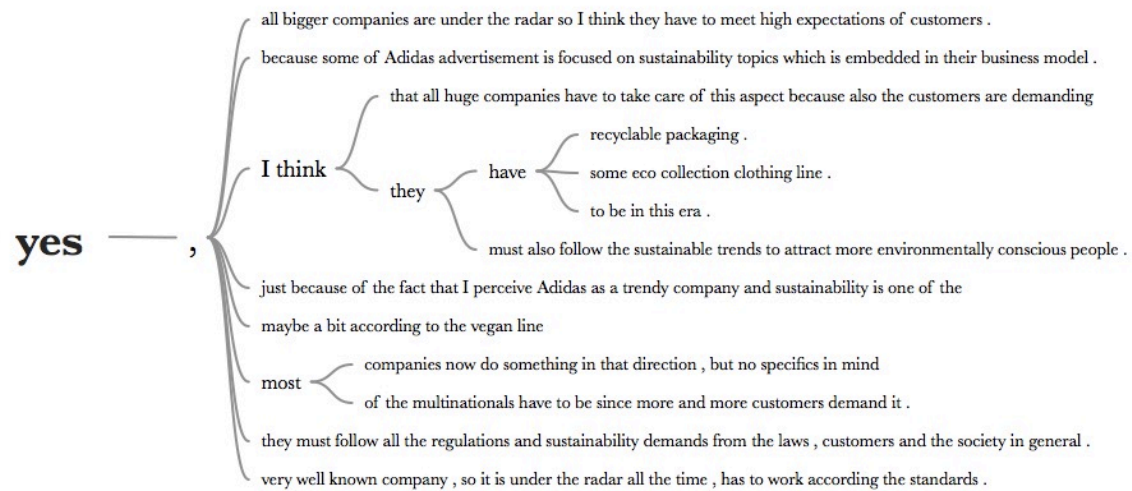 all bigger companies are under the radar so I think they have to meet high expectations of customers .
because some of Adidas advertisement is focused on sustainability topics which is embedded in their business model .
that all huge companies have to take care of this aspect because also the customers are demanding
recyclable packaging .
I think
have
some eco collection clothing line .
they
to be in this era .
yes
,
must also follow the sustainable trends to attract more environmentally conscious people .
just because of the fact that I perceive Adidas as a trendy company and sustainability is one of the
maybe a bit according to the vegan line
companies now do something in that direction , but no specifics in mind
most
of the multinationals have to be since more and more customers demand it .
they must follow all the regulations and sustainability demands from the laws , customers and the society in general .
very well known company , so it is under the radar all the time , has to work according the standards .